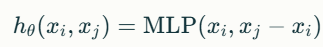 h_θ(x_i, x_j) = MLP(x_i, x_j − x_i)